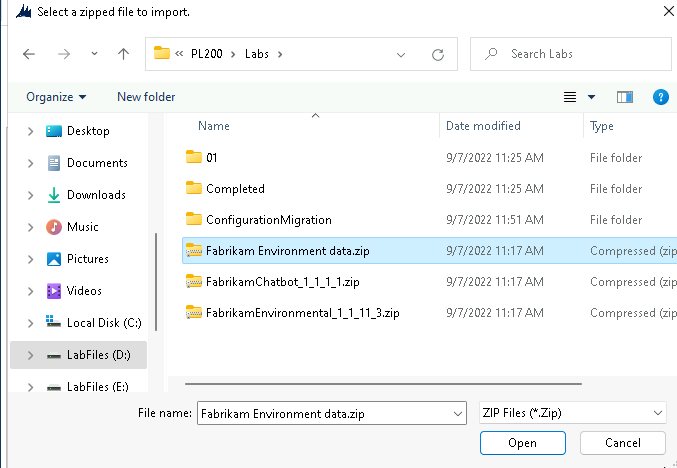 Select a zipped file to import.
« PL200 > Labs >
Search Labs
Organize
New folder
Name
Date modified
Type
Desktop
Documents
Downloads
Music
Pictures
Videos
Local Disk (C:)
LabFiles (D:)
LabFiles (E:)
01 9/7/2022 11:25 AM File folder
Completed 9/7/2022 11:25 AM File folder
ConfigurationMigration 9/7/2022 11:51 AM File folder
Fabrikam Environment data.zip 9/7/2022 11:17 AM Compressed (zip
FabrikamChatbot_1_1_1_1.zip 9/7/2022 11:17 AM Compressed (zip
FabrikamEnvironmental_1_1_11_3.zip 9/7/2022 11:17 AM Compressed (zip
File name: Fabrikam Environment data.zip
ZIP Files (*.Zip)
Open
Cancel